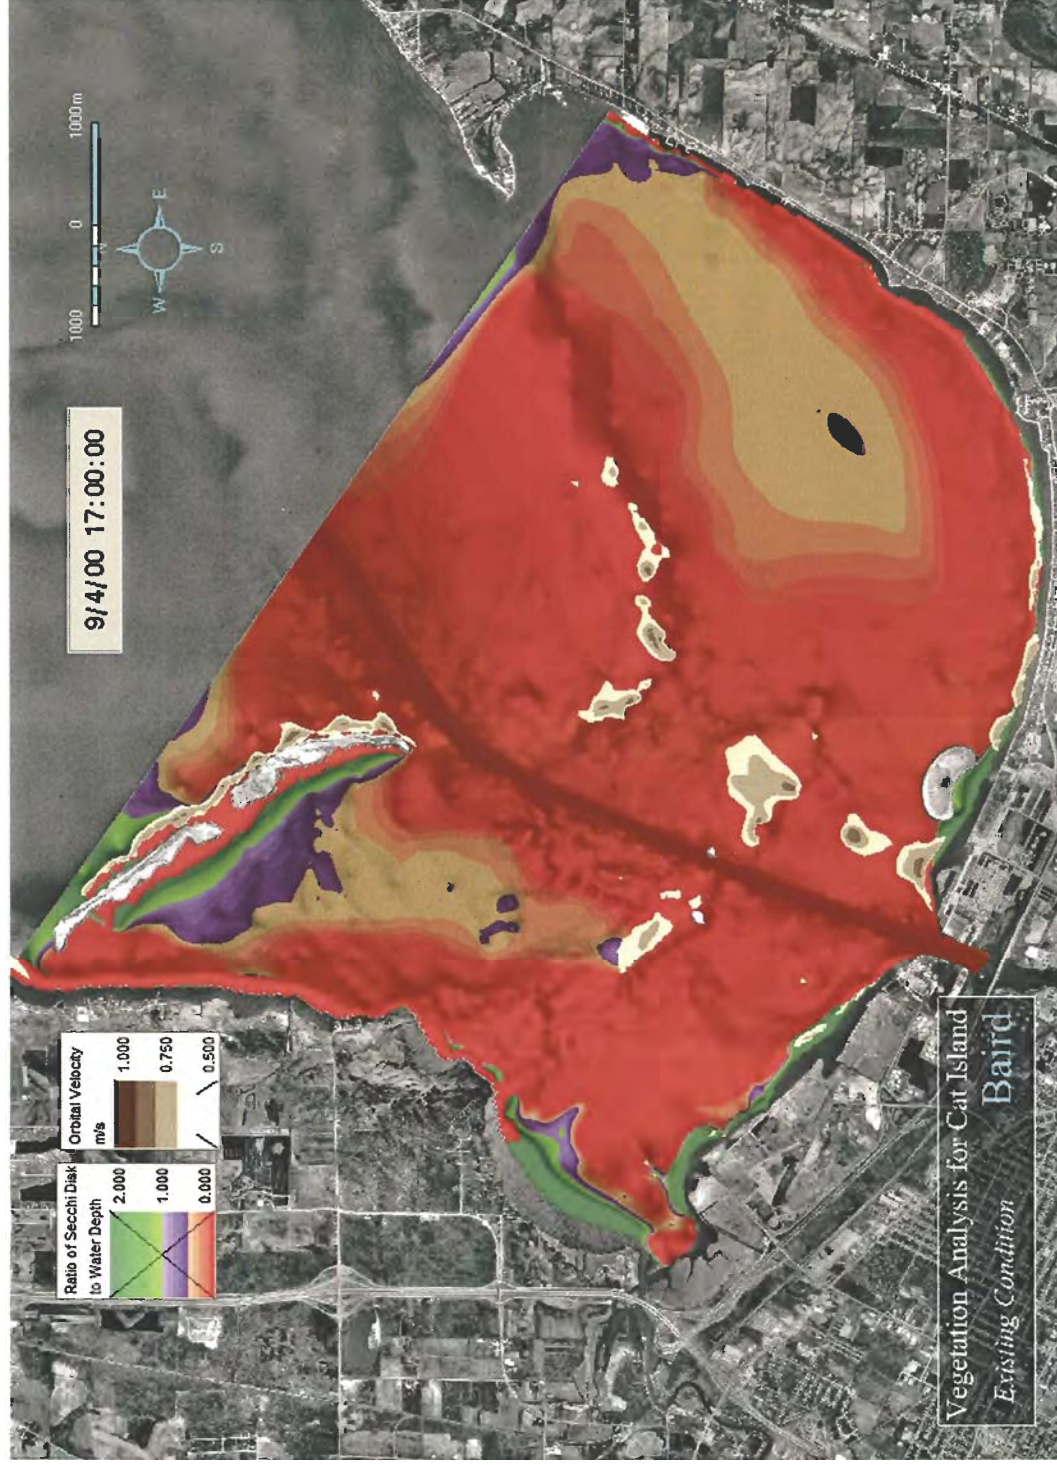 9/4/00 17:00:00
1000
0
1000m
N
W
E
S
Ratio of Secchi Disk
to Water Depth
2.000
1.000
0.000
Orbital Velocity
m/s
1.000
0.750
0.500
Vegetation Analysis for Cat Island
Existing Condition
Baird